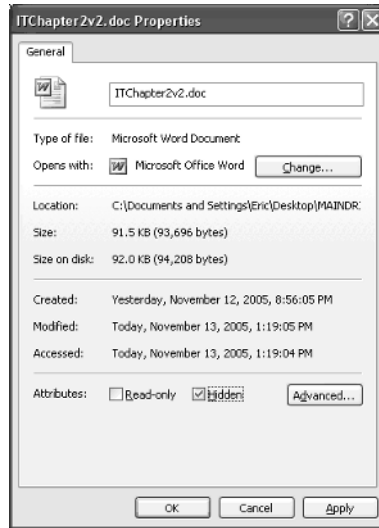 ITChapter2v2.doc Properties
General
ITChapter2v2.doc
Type of file: Microsoft Word Document
Opens with: Microsoft Office Word Change...
Location: C:\Documents and Settings\Eric\Desktop\MAINDR
Size: 91.5 KB (93,696 bytes)
Size on disk: 92.0 KB (94,208 bytes)
Created: Yesterday, November 12, 2005, 8:56:05 PM
Modified: Today, November 13, 2005, 1:19:05 PM
Accessed: Today, November 13, 2005, 1:19:04 PM
Attributes: Read-only Hidden Advanced...
OK Cancel Apply